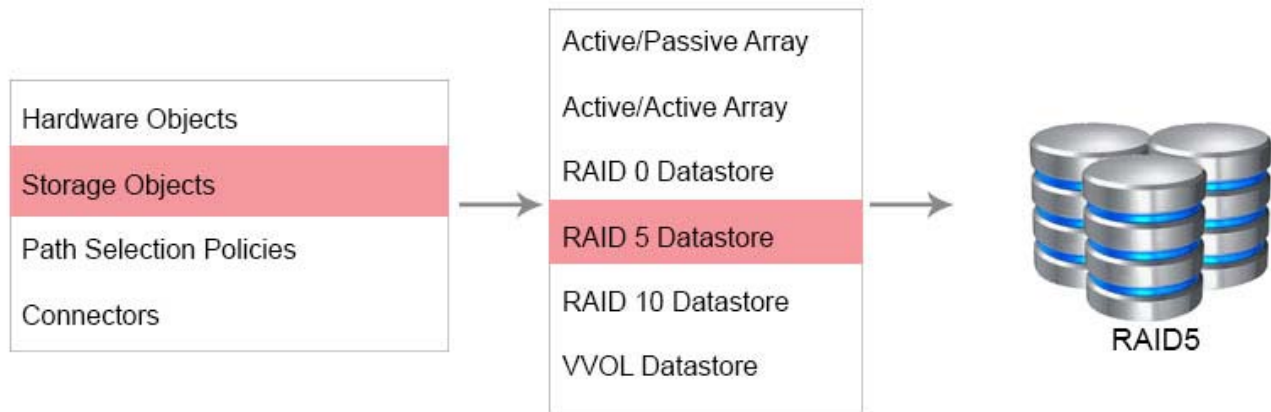 Hardware Objects
Storage Objects
Path Selection Policies
Connectors
Active/Passive Array
Active/Active Array
RAID 0 Datastore
RAID 5 Datastore
RAID 10 Datastore
VVOL Datastore
RAID5